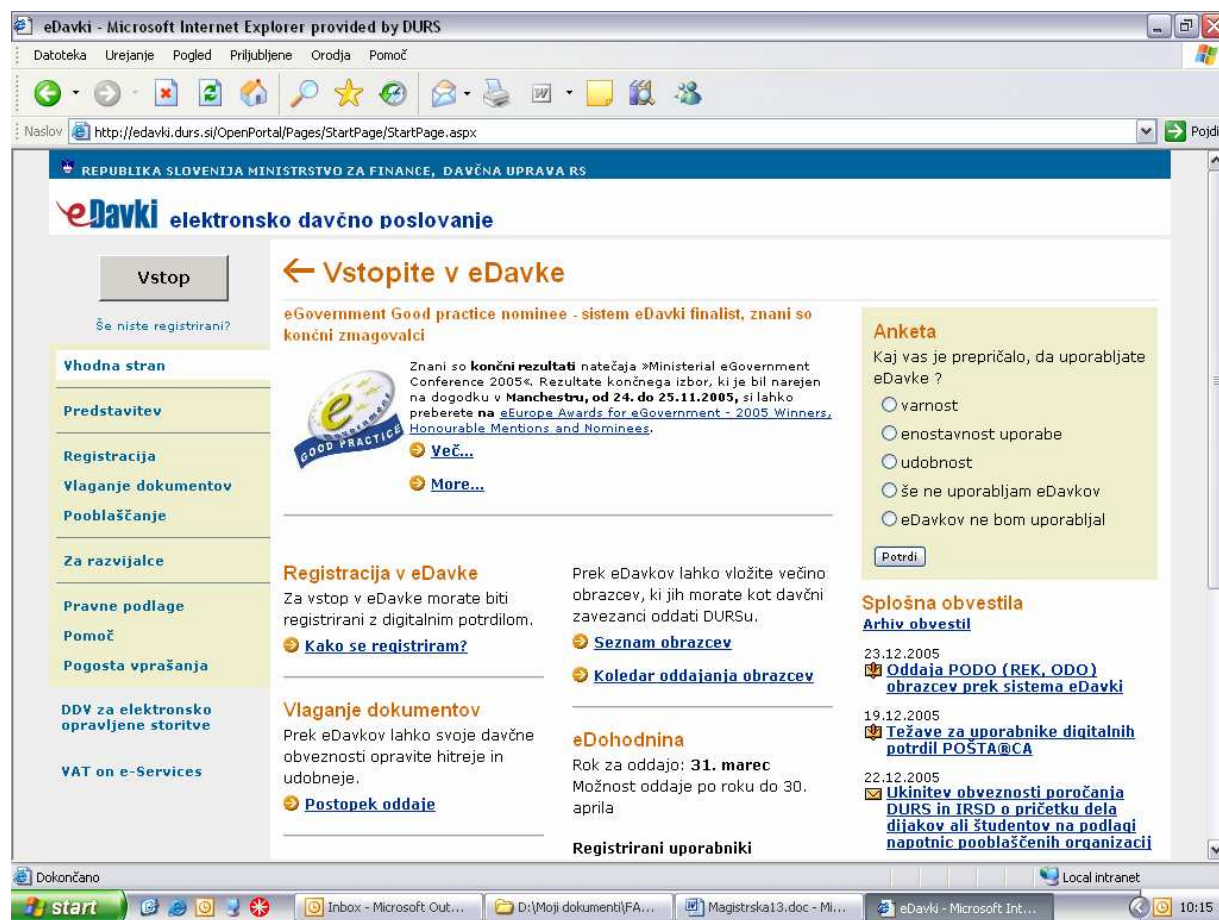 eDavki - Microsoft Internet Explorer provided by DURS
Datoteka Urejanje Pogled Priljubljene Orodja Pomoč
Naslov http://edavki.durs.si/OpenPortal/Pages/StartPage/StartPage.aspx Pojdi
REPUBLIKA SLOVENIJA MINISTRSTVO ZA FINANCE, DAVČNA UPRAVA RS
eDavki elektronsko davčno poslovanje
Vstop
Še niste registrirani?
Vhodna stran
Predstavitev
Registracija
Vlaganje dokumentov
Pooblaščanje
Za razvijalce
Pravne podlage
Pomoč
Pogosta vprašanja
DDV za elektronsko
opravljene storitve
VAT on e-Services
Vstopite v eDavke
eGovernment Good practice nominee - sistem eDavki finalist, znani so
končni zmagovalci
GOOD PRACTICE
Znani so končni rezultati natečaja »Ministerial eGovernment
Conference 2005«. Rezultate končnega izbor, ki je bil narejen
na dogodku v Manchestru, od 24. do 25.11.2005, si lahko
preberete na eEurope Awards for eGovernment - 2005 Winners,
Honourable Mentions and Nominees.
Več...
More...
Registracija v eDavke
Za vstop v eDavke morate biti
registrirani z digitalnim potrdilom.
Kako se registriram?
Vlaganje dokumentov
Prek eDavkov lahko svoje davčne
obveznosti opravite hitreje in
udobneje.
Postopek oddaje
Prek eDavkov lahko vložite večino
obrazcev, ki jih morate kot davčni
zavezanci oddati DURSu.
Seznam obrazcev
Koledar oddajanja obrazcev
eDohodnina
Rok za oddajo: 31. marec
Možnost oddaje po roku do 30.
aprila
Registrirani uporabniki
Anketa
Kaj vas je prepričalo, da uporabljate
eDavke ?
varnost
enostavnost uporabe
udobnost
še ne uporabljam eDavkov
eDavkov ne bom uporabljal
Potrdi
Splošna obvestila
Arhiv obvestil
23.12.2005
Oddaja PODO (REK, ODO)
obrazcev prek sistema eDavki
19.12.2005
Težave za uporabnike digitalnih
potrdil POŠTA®CA
22.12.2005
Ukinitev obveznosti poročanja
DURS in IRSD o pričetku dela
dijakov ali študentov na podlagi
napotnic pooblaščenih organizacij
Dokončano Local intranet
start Inbox - Microsoft Out... D:\Moji dokumenti\FA... Magistrska13.doc - Mi... eDavki - Microsoft Int... 10:15